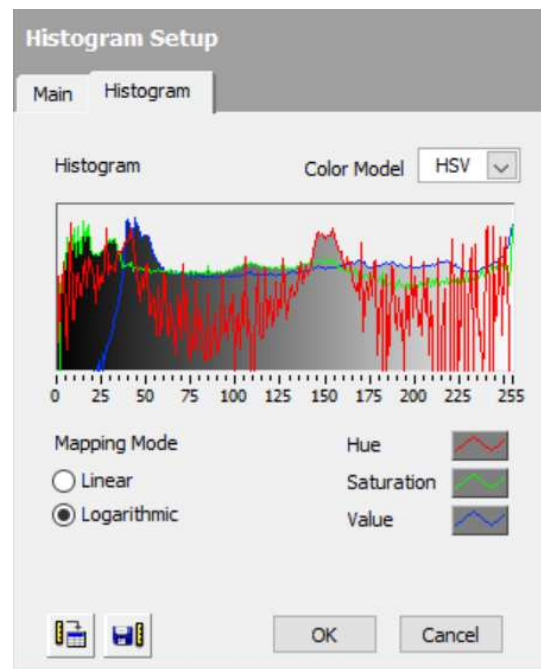 Histogram Setup
Main Histogram
Histogram Color Model HSV
0 25 50 75 100 125 150 175 200 225 255
Mapping Mode Hue
Linear Saturation
Logarithmic Value
OK Cancel